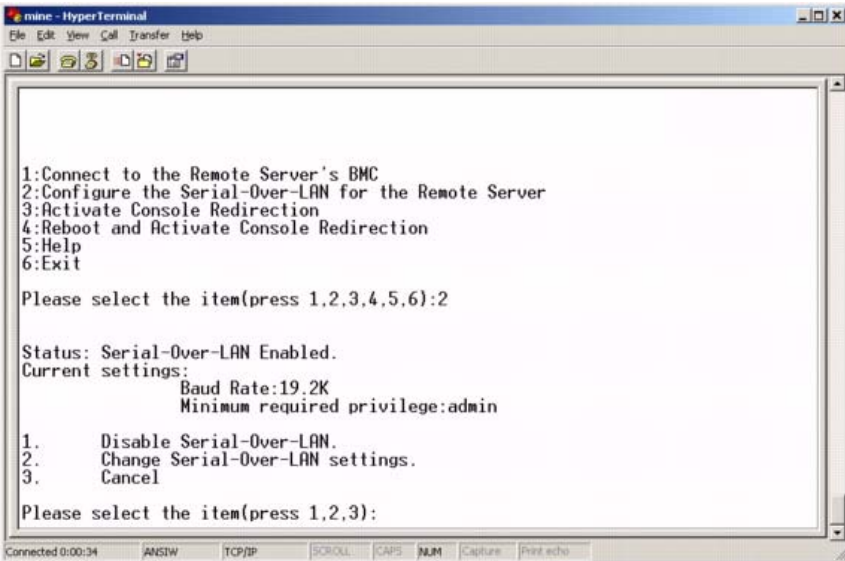 mine - HyperTerminal
File Edit View Call Transfer Help
1:Connect to the Remote Server's BMC
2:Configure the Serial-Over-LAN for the Remote Server
3:Activate Console Redirection
4:Reboot and Activate Console Redirection
5:Help
6:Exit
Please select the item(press 1,2,3,4,5,6):2
Status: Serial-Over-LAN Enabled.
Current settings:
Baud Rate:19.2K
Minimum required privilege:admin
1. Disable Serial-Over-LAN.
2. Change Serial-Over-LAN settings.
3. Cancel
Please select the item(press 1,2,3):
Connected 0:00:34 ANSIW TCP/IP SCROLL CAPS NUM Capture Print echo